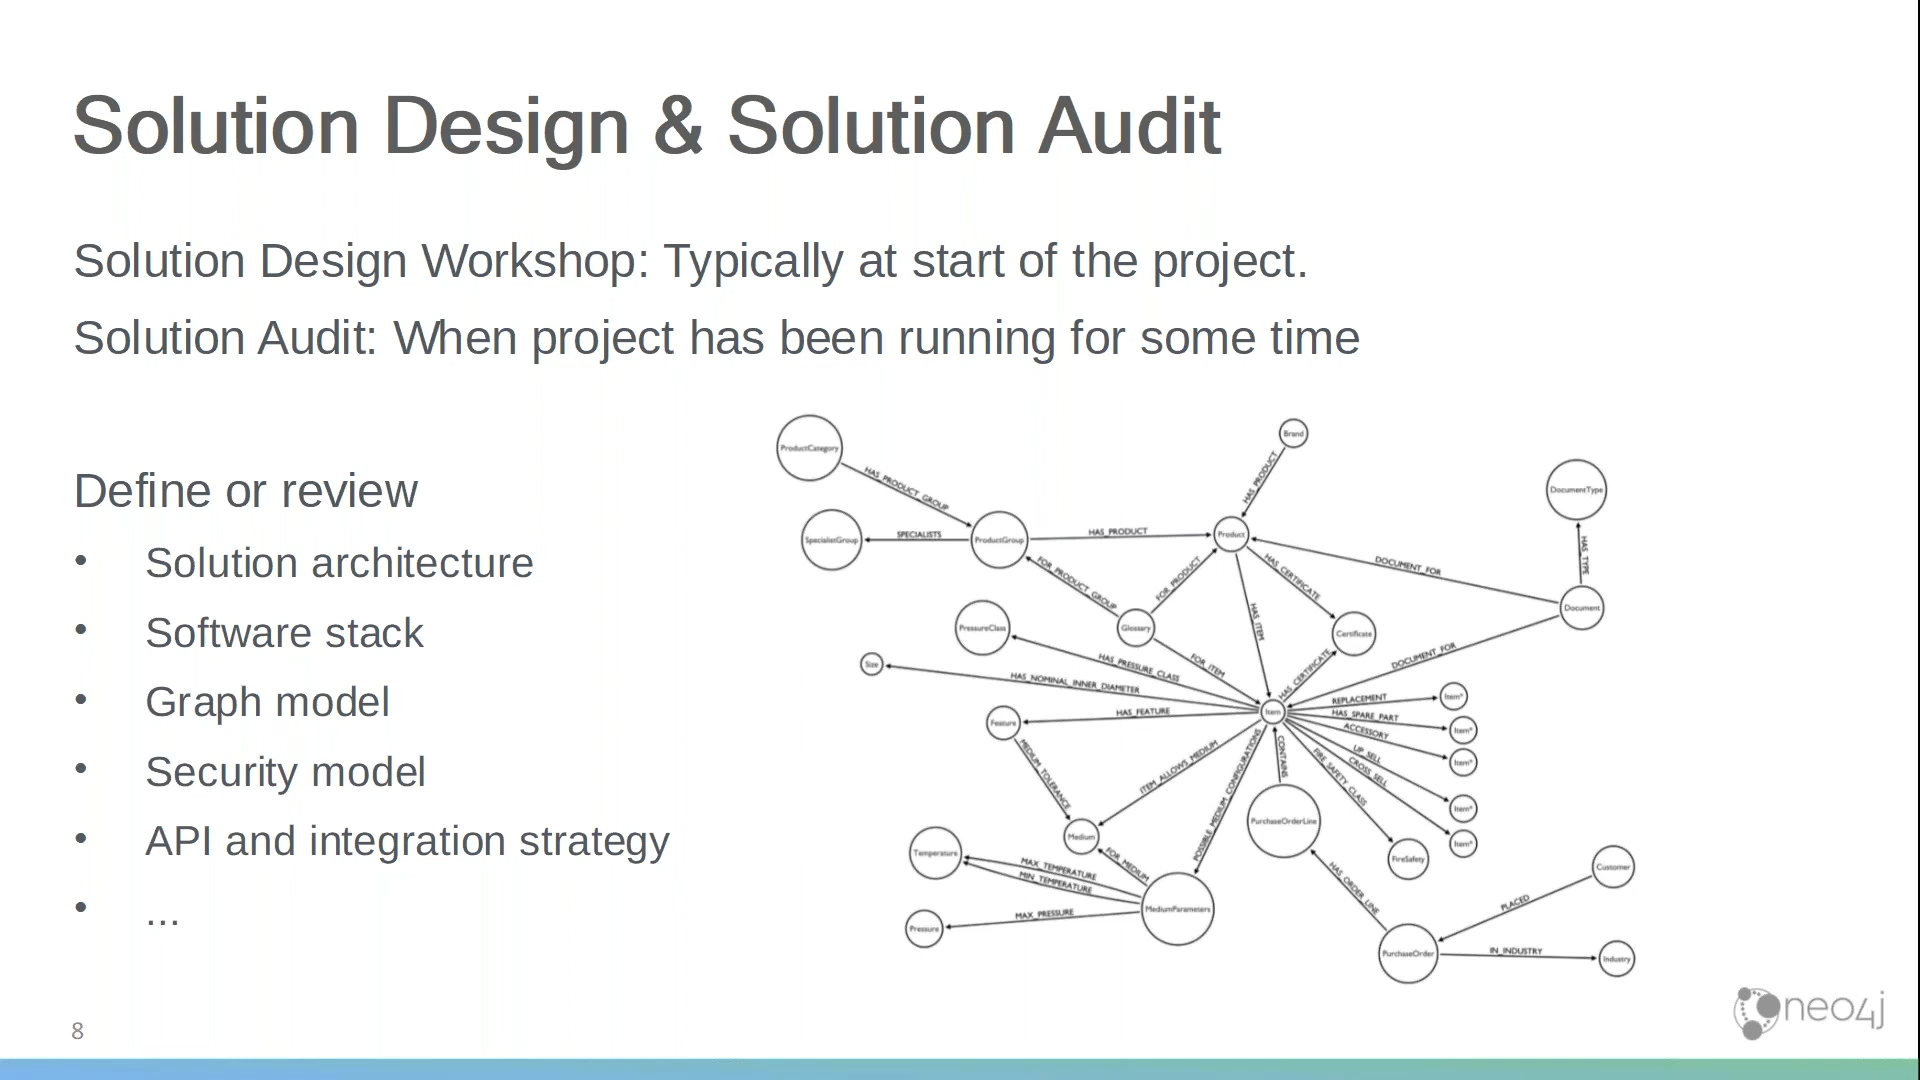 Solution Design & Solution Audit
Solution Design Workshop: Typically at start of the project.
Solution Audit: When project has been running for some time
Define or review
• Solution architecture
• Software stack
• Graph model
• Security model
• API and integration strategy
• ...
ProductCategory
Brand
HAS_PRODUCT_GROUP
HAS_PRODUCT
DocumentType
SpecialistGroup
SPECIALISTS
ProductGroup
HAS_PRODUCT
Product
HAS_TYPE
FOR_PRODUCT_GROUP
FOR_PRODUCT
HAS_CERTIFICATE
DOCUMENT_FOR
Document
PressureClass
Glossary
HAS_ITEM
Certificate
Size
HAS_PRESSURE_CLASS
FOR_ITEM
HAS_CERTIFICATE
DOCUMENT_FOR
HAS_NOMINAL_INNER_DIAMETER
Feature
HAS_FEATURE
Item
REPLACEMENT
Item*
HAS_SPARE_PART
Item*
ACCESSORY
Item*
UP_SELL
Item*
CROSS_SELL
Item*
MEDIUM_TOLERANCE
ITEM_ALLOWS_MEDIUM
POSSIBLE_MEDIUM_CONFIGURATIONS
CONTAINS
FIRE_SAFETY_CLASS
Medium
PurchaseOrderLine
FireSafety
Temperature
MAX_TEMPERATURE
MIN_TEMPERATURE
FOR_MEDIUM
HAS_ORDER_LINE
Customer
PLACED
Pressure
MAX_PRESSURE
MediumParameters
PurchaseOrder
IN_INDUSTRY
Industry
neo4j
8